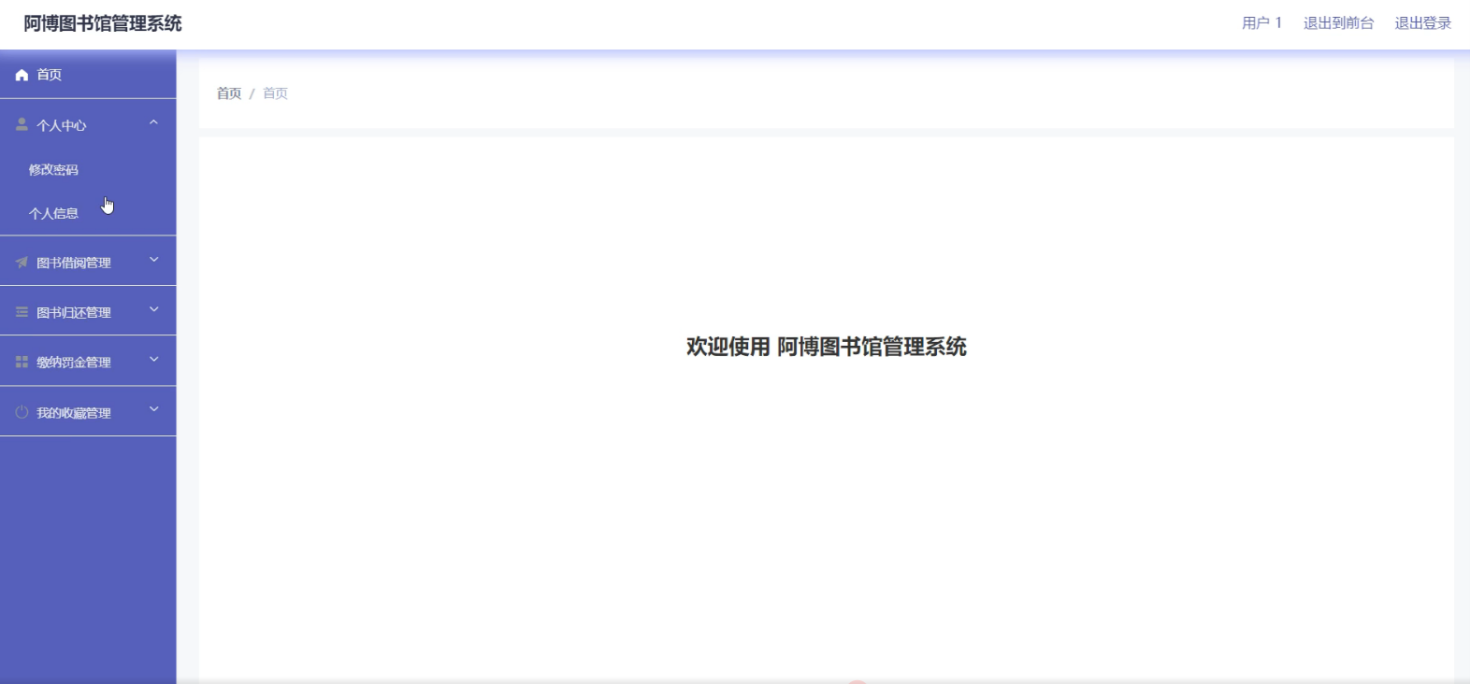 阿博图书馆管理系统
用户 1 退出到前台 退出登录
首页
首页 / 首页
个人中心
修改密码
个人信息
图书借阅管理
图书归还管理
缴纳罚金管理
我的收藏管理
欢迎使用 阿博图书馆管理系统